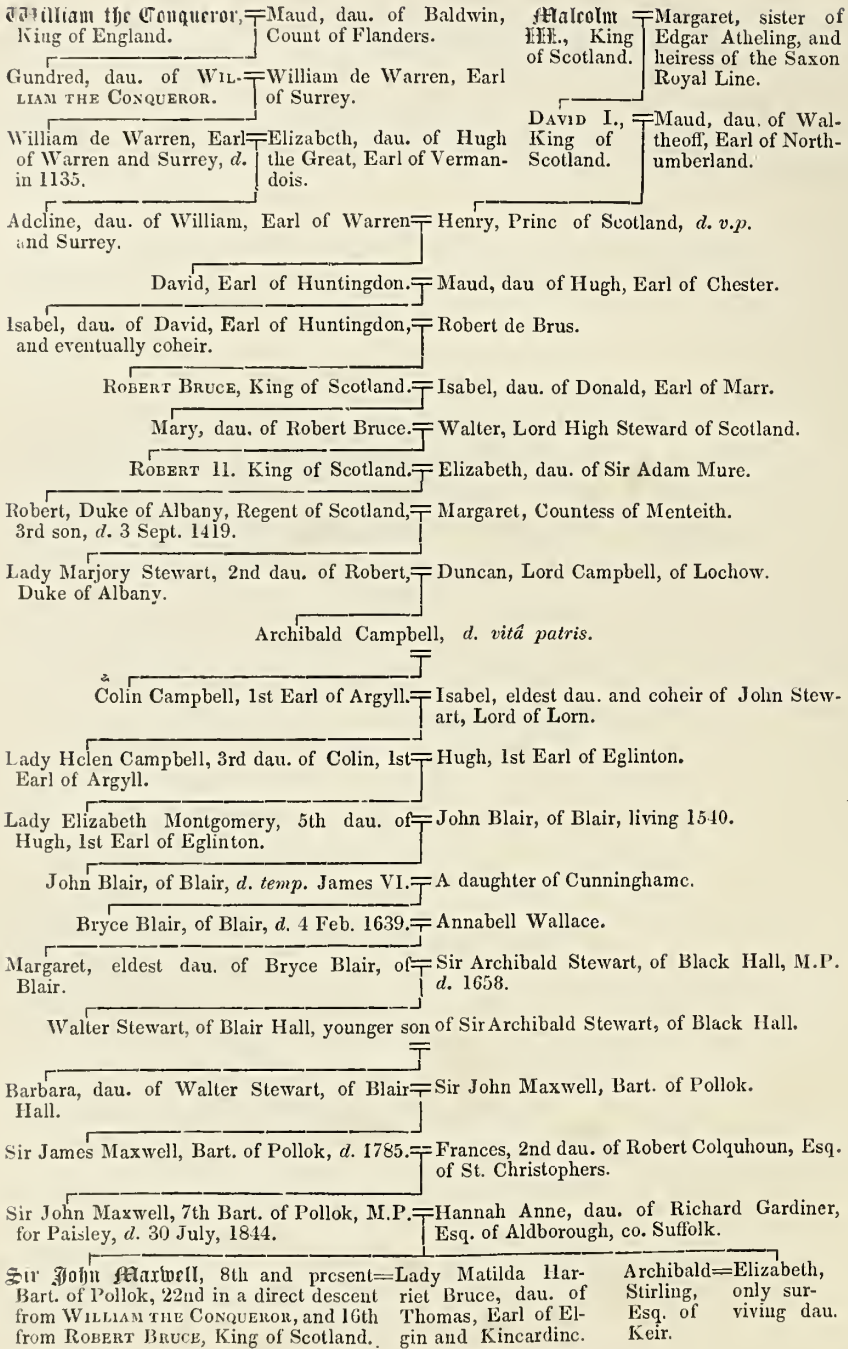 William the Conqueror,
King of England.
Maud, dau. of Baldwin,
Count of Flanders.
Malcolm
III., King
of Scotland.
Margaret, sister of
Edgar Atheling, and
heiress of the Saxon
Royal Line.
Gundred, dau. of WIL-
LIAM THE CONQUEROR.
William de Warren, Earl
of Surrey.
DAVID I.,
King of
Scotland.
Maud, dau. of Wal-
theoff, Earl of North-
umberland.
William de Warren, Earl
of Warren and Surrey, d.
in 1135.
Elizabeth, dau. of Hugh
the Great, Earl of Verman-
dois.
Adeline, dau. of William, Earl of Warren
and Surrey.
Henry, Princ of Scotland, d. v.p.
David, Earl of Huntingdon.
Maud, dau of Hugh, Earl of Chester.
Isabel, dau. of David, Earl of Huntingdon,
and eventually coheir.
Robert de Brus.
ROBERT BRUCE, King of Scotland.
Isabel, dau. of Donald, Earl of Marr.
Mary, dau. of Robert Bruce.
Walter, Lord High Steward of Scotland.
ROBERT II. King of Scotland.
Elizabeth, dau. of Sir Adam Mure.
Robert, Duke of Albany, Regent of Scotland,
3rd son, d. 3 Sept. 1419.
Margaret, Countess of Menteith.
Lady Marjory Stewart, 2nd dau. of Robert,
Duke of Albany.
Duncan, Lord Campbell, of Lochow.
Archibald Campbell, d. vitâ patris.
Colin Campbell, 1st Earl of Argyll.
Isabel, eldest dau. and coheir of John Stew-
art, Lord of Lorn.
Lady Helen Campbell, 3rd dau. of Colin, 1st
Earl of Argyll.
Hugh, 1st Earl of Eglinton.
Lady Elizabeth Montgomery, 5th dau. of
Hugh, 1st Earl of Eglinton.
John Blair, of Blair, living 1540.
John Blair, of Blair, d. temp. James VI.
A daughter of Cunninghame.
Bryce Blair, of Blair, d. 4 Feb. 1639.
Annabell Wallace.
Margaret, eldest dau. of Bryce Blair, of
Blair.
Sir Archibald Stewart, of Black Hall, M.P.
d. 1658.
Walter Stewart, of Blair Hall, younger son of Sir Archibald Stewart, of Black Hall.
Barbara, dau. of Walter Stewart, of Blair
Hall.
Sir John Maxwell, Bart. of Pollok.
Sir James Maxwell, Bart. of Pollok, d. 1785.
Frances, 2nd dau. of Robert Colquhoun, Esq.
of St. Christophers.
Sir John Maxwell, 7th Bart. of Pollok, M.P.
for Paisley, d. 30 July, 1844.
Hannah Anne, dau. of Richard Gardiner,
Esq. of Aldborough, co. Suffolk.
Sir John Maxwell, 8th and present
Bart. of Pollok, 22nd in a direct descent
from WILLIAM THE CONQUEROR, and 16th
from ROBERT BRUCE, King of Scotland.
Lady Matilda Har-
riet Bruce, dau. of
Thomas, Earl of El-
gin and Kincardine.
Archibald
Stirling,
Esq. of
Keir.
Elizabeth,
only sur-
viving dau.